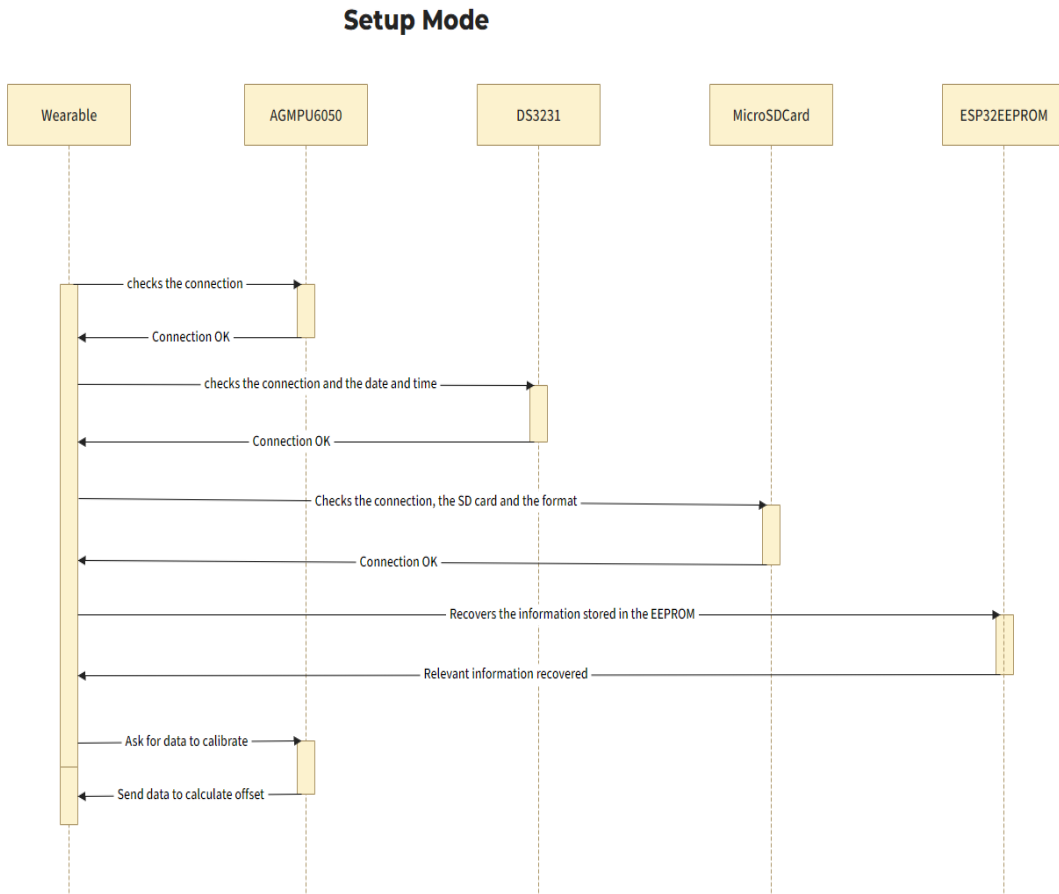 Setup Mode
Wearable
AGMPU6050
DS3231
MicroSDCard
ESP32EEPROM
checks the connection
Connection OK
checks the connection and the date and time
Connection OK
Checks the connection, the SD card and the format
Connection OK
Recovers the information stored in the EEPROM
Relevant information recovered
Ask for data to calibrate
Send data to calculate offset